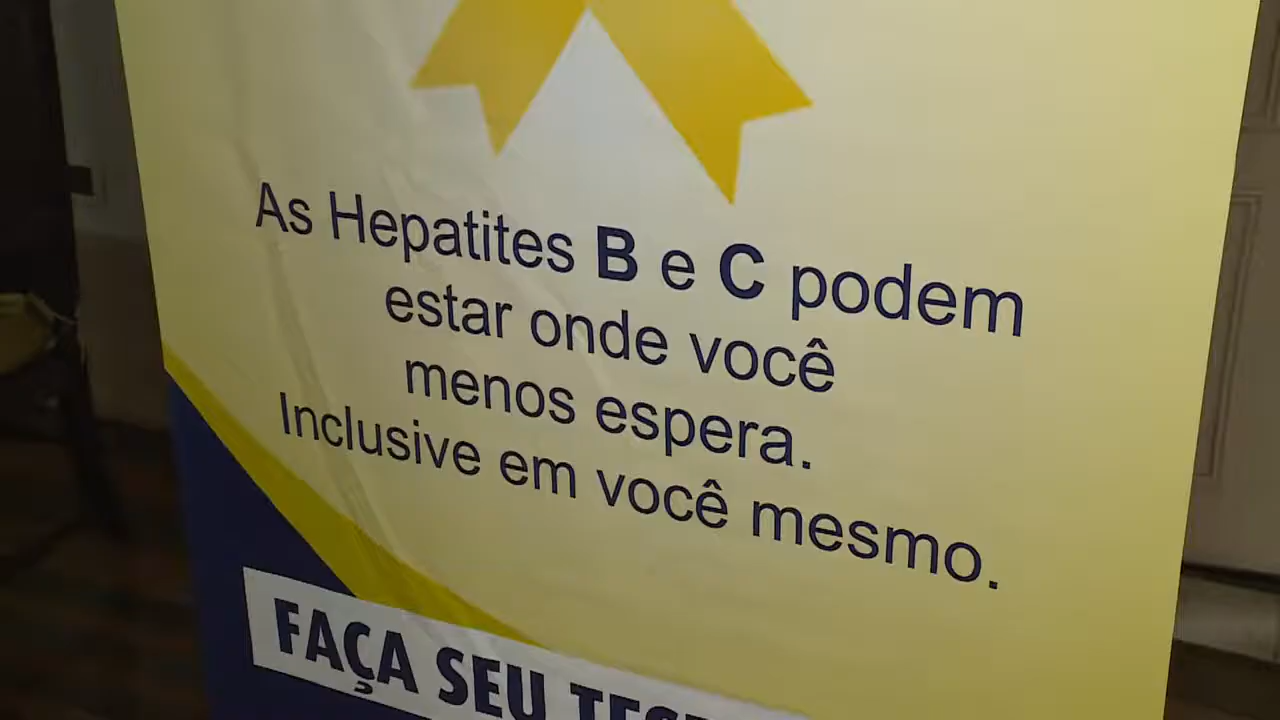 As Hepatites B e C podem
estar onde você
menos espera.
Inclusive em você mesmo.
FAÇA SEU